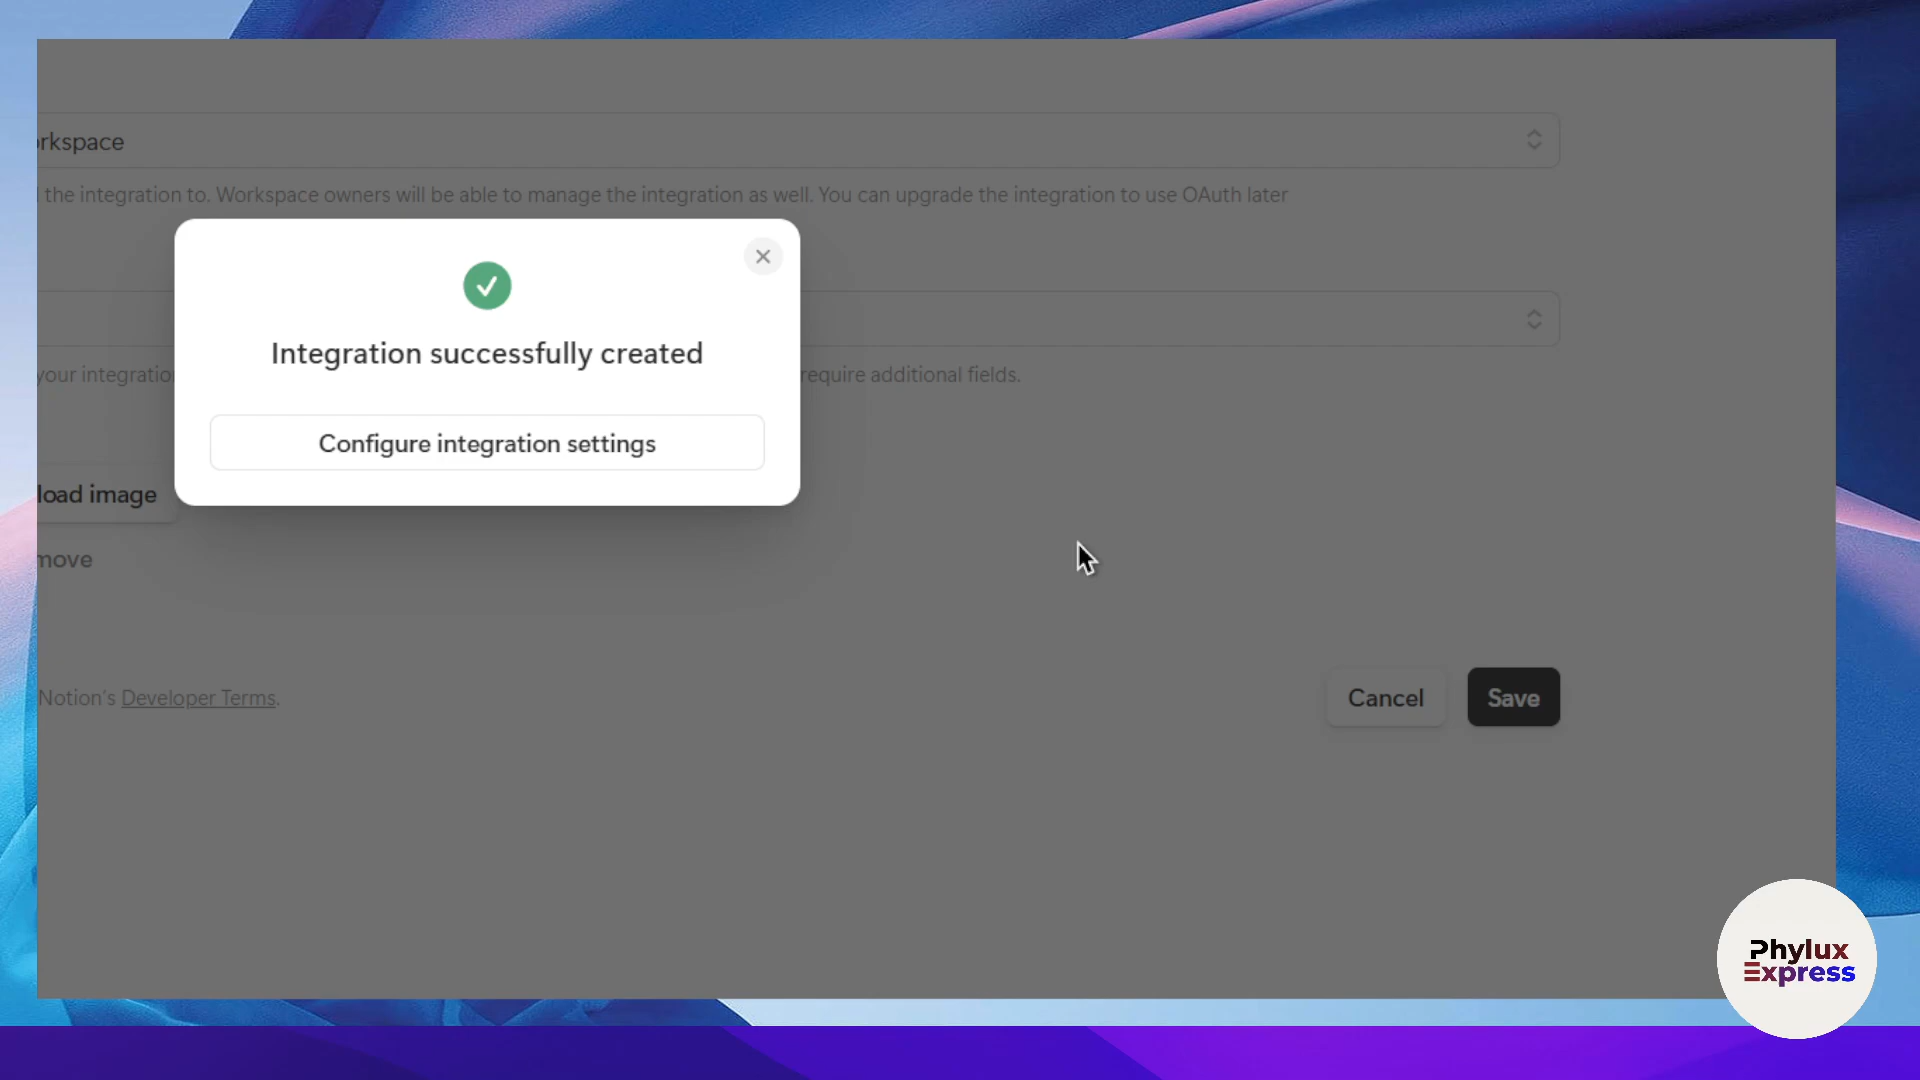 rkspace
the integration to. Workspace owners will be able to manage the integration as well. You can upgrade the integration to use OAuth later
Integration successfully created
your integratio
require additional fields.
Configure integration settings
load image
move
Notion's Developer Terms.
Cancel
Save
Phylux
Express